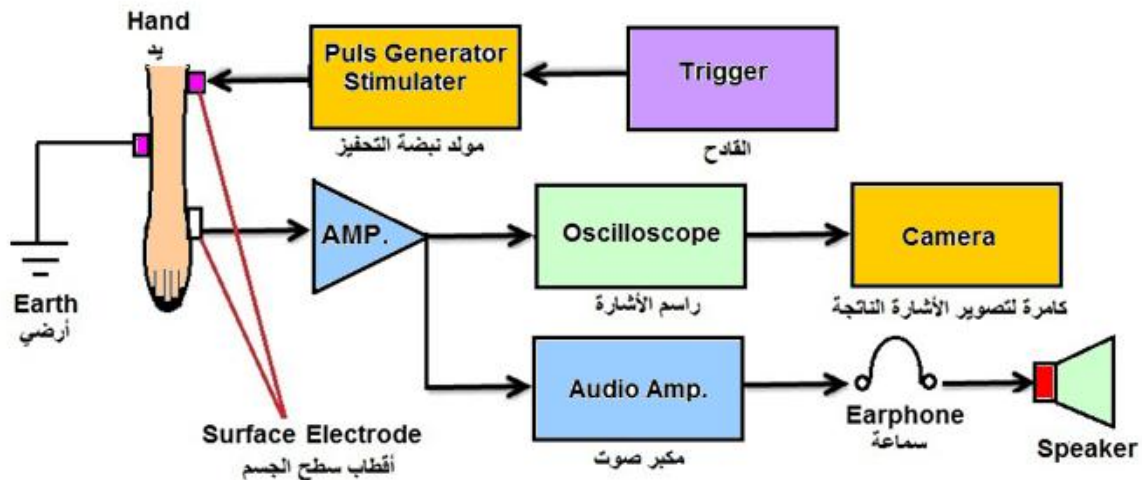 Hand
يد
Puls Generator
Stimulater
مولد نبضة التحفيز
Trigger
القادح
AMP.
Oscilloscope
راسم الأشارة
Camera
كامرة لتصوير الأشارة الناتجة
Earth
أرضي
Audio Amp.
مكبر صوت
Earphone
سماعة
Speaker
Surface Electrode
أقطاب سطح الجسم